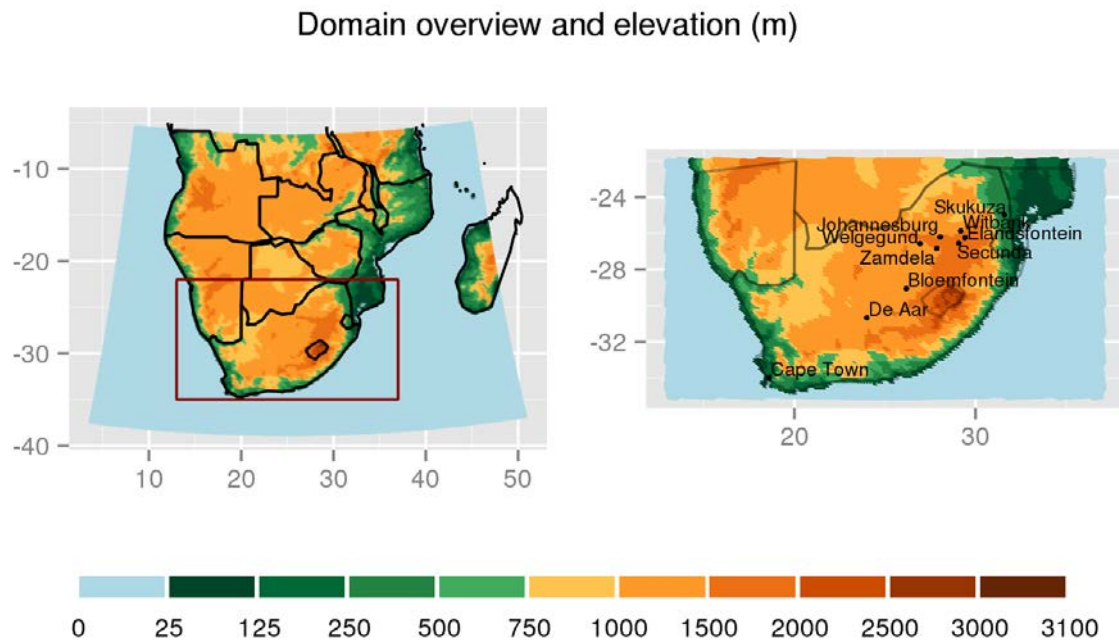 Domain overview and elevation (m)
-10
-20
-30
-40
10 20 30 40 50
-24
-28
-32
Skukuza
Johannesburg Witbank
Welgegund Elandsfontein
Zamdela Secunda
Bloemfontein
De Aar
Cape Town
20 30
0 25 125 250 500 750 1000 1500 2000 2500 3000 3100